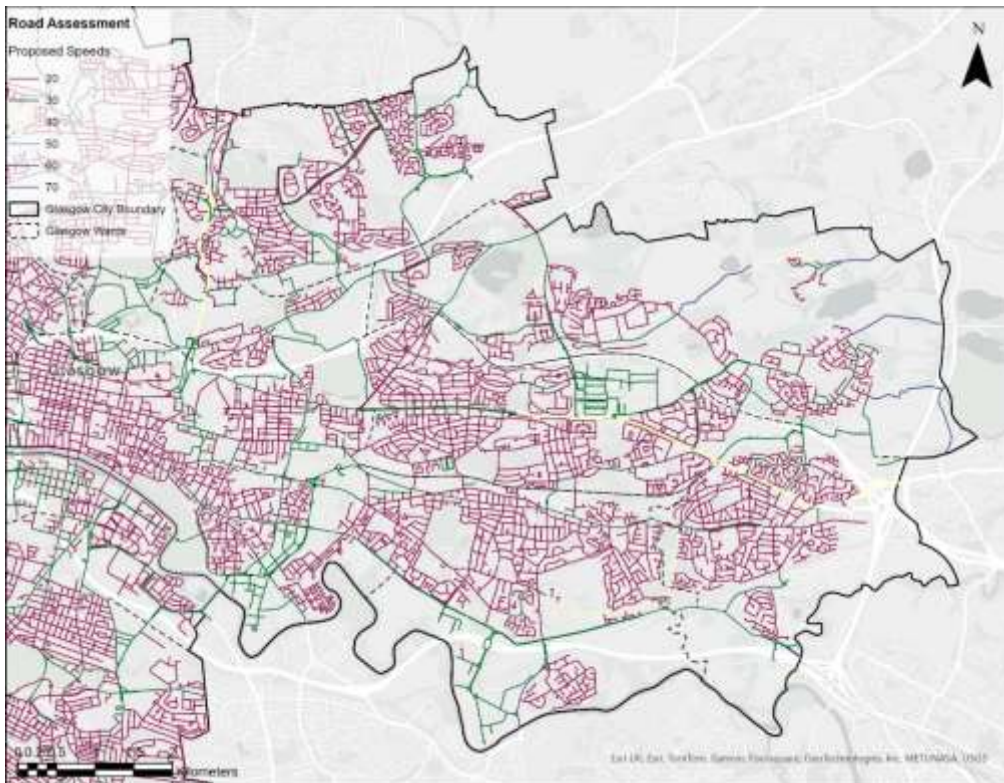 Road Assessment
Proposed Speeds
20
30
40
50
60
70
Glasgow City Boundary
Glasgow Wards
N
Glasgow
Kilometers